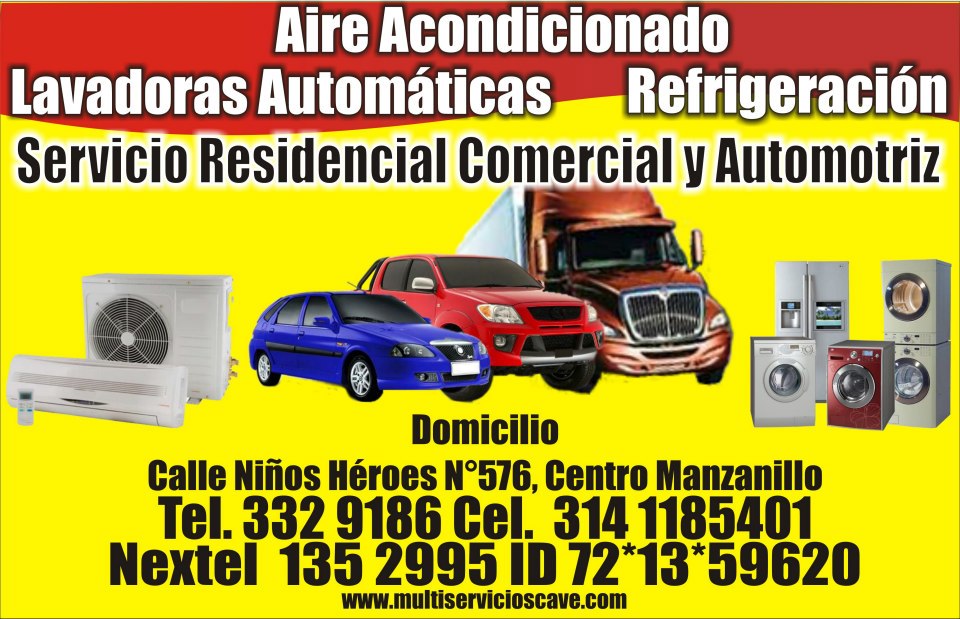 Aire Acondicionado
Lavadoras Automáticas Refrigeración
Servicio Residencial Comercial y Automotriz
Domicilio
Calle Niños Héroes N°576, Centro Manzanillo
Tel. 332 9186 Cel. 314 1185401
Nextel 135 2995 ID 72*13*59620
www.multiservicioscave.com